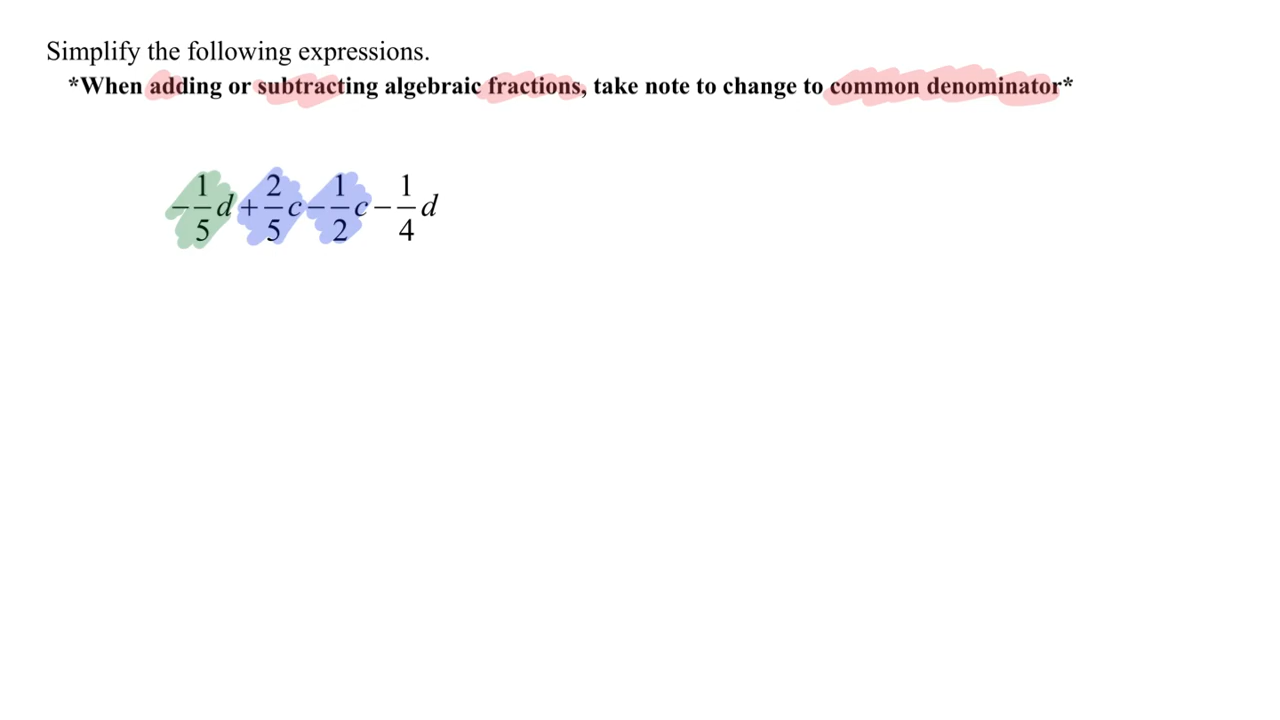 Simplify the following expressions.
*When adding or subtracting algebraic fractions, take note to change to common denominator*
−1/5 d + 2/5 c − 1/2 c − 1/4 d